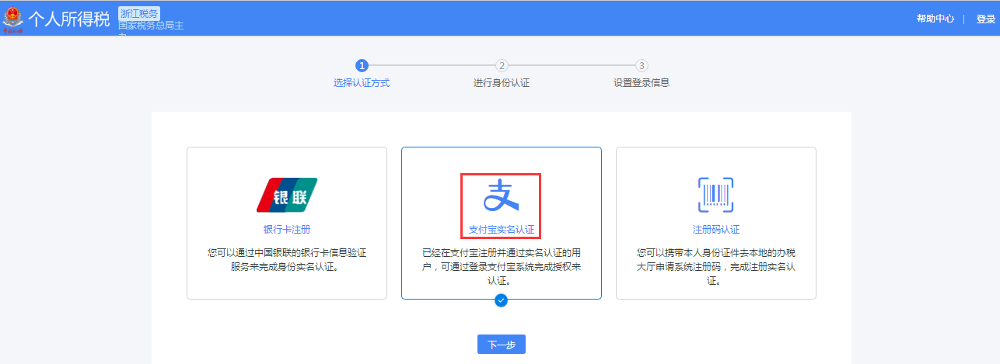 个人所得税
浙江税务
国家税务总局主
帮助中心 | 登录
1
2
3
选择认证方式
进行身份认证
设置登录信息
银联
银行卡注册
您可以通过中国银联的银行卡信息验证
服务来完成身份实名认证。
支
支付宝实名认证
已经在支付宝注册并通过实名认证的用
户，可通过登录支付宝系统完成授权来
认证。
注册码认证
您可以携带本人身份证件去本地的办税
大厅申请系统注册码，完成注册实名认
证。
下一步